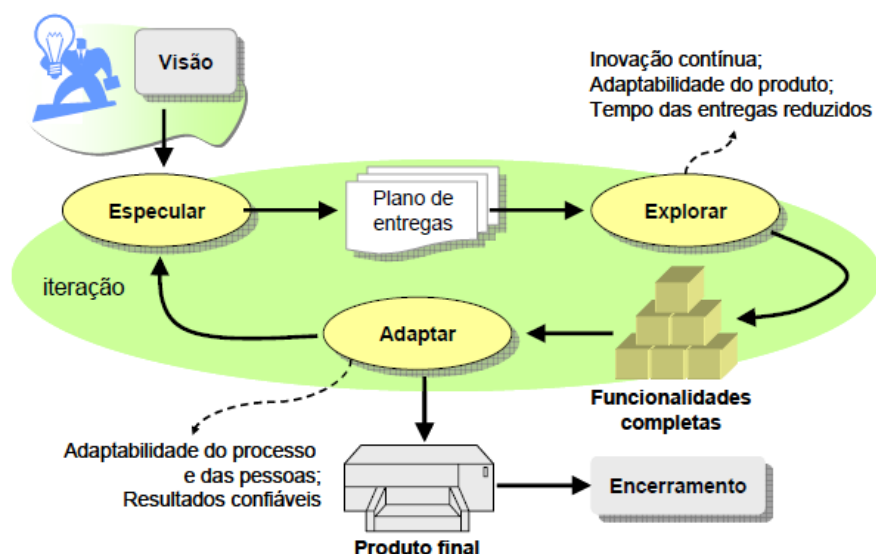 Visão
Inovação contínua;
Adaptabilidade do produto;
Tempo das entregas reduzidos
Especular
Plano de
entregas
Explorar
iteração
Adaptar
Funcionalidades
completas
Adaptabilidade do processo
e das pessoas;
Resultados confiáveis
Encerramento
Produto final